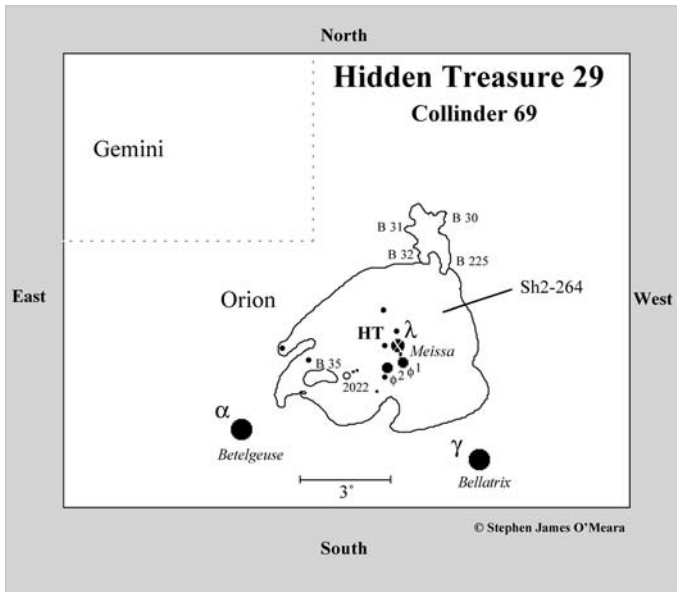 North
Hidden Treasure 29
Collinder 69
Gemini
B 31
B 30
B 32
B 225
East
Orion
Sh2-264
West
HT
λ
Meissa
B 35
2022
ϕ2
ϕ1
α
Betelgeuse
γ
Bellatrix
3°
© Stephen James O’Meara
South